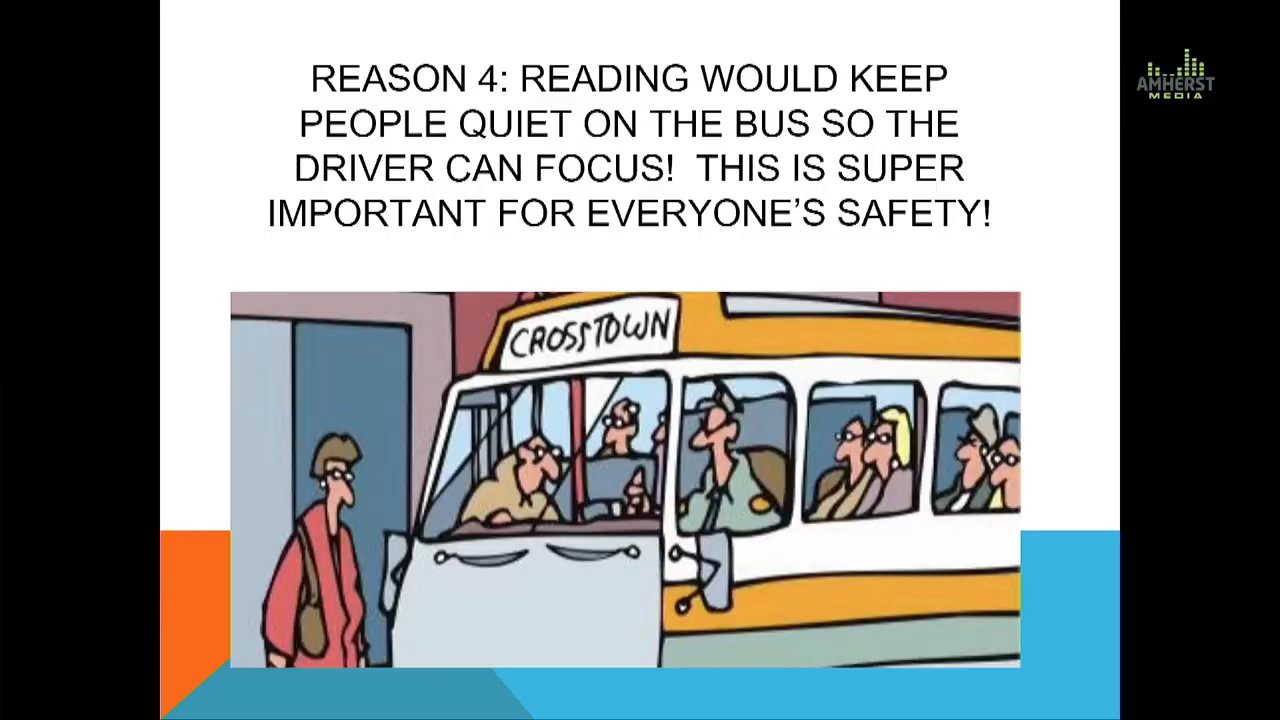 REASON 4: READING WOULD KEEP
PEOPLE QUIET ON THE BUS SO THE
DRIVER CAN FOCUS!  THIS IS SUPER
IMPORTANT FOR EVERYONE’S SAFETY!
AMHERST
MEDIA
CROSSTOWN